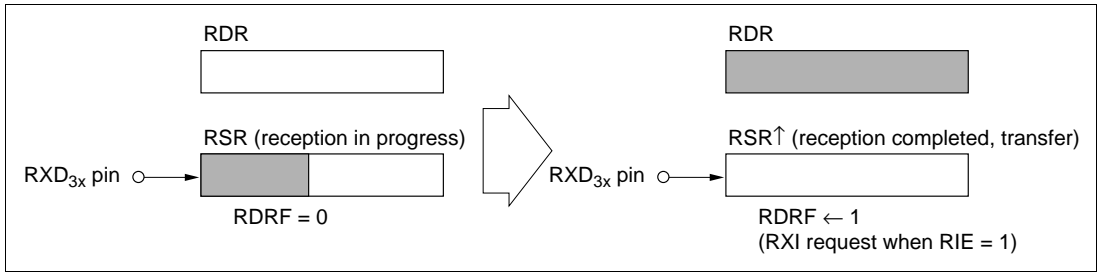 RDR
RSR (reception in progress)
RXD3x pin
RDRF = 0
RDR
RSR↑ (reception completed, transfer)
RXD3x pin
RDRF ← 1
(RXI request when RIE = 1)